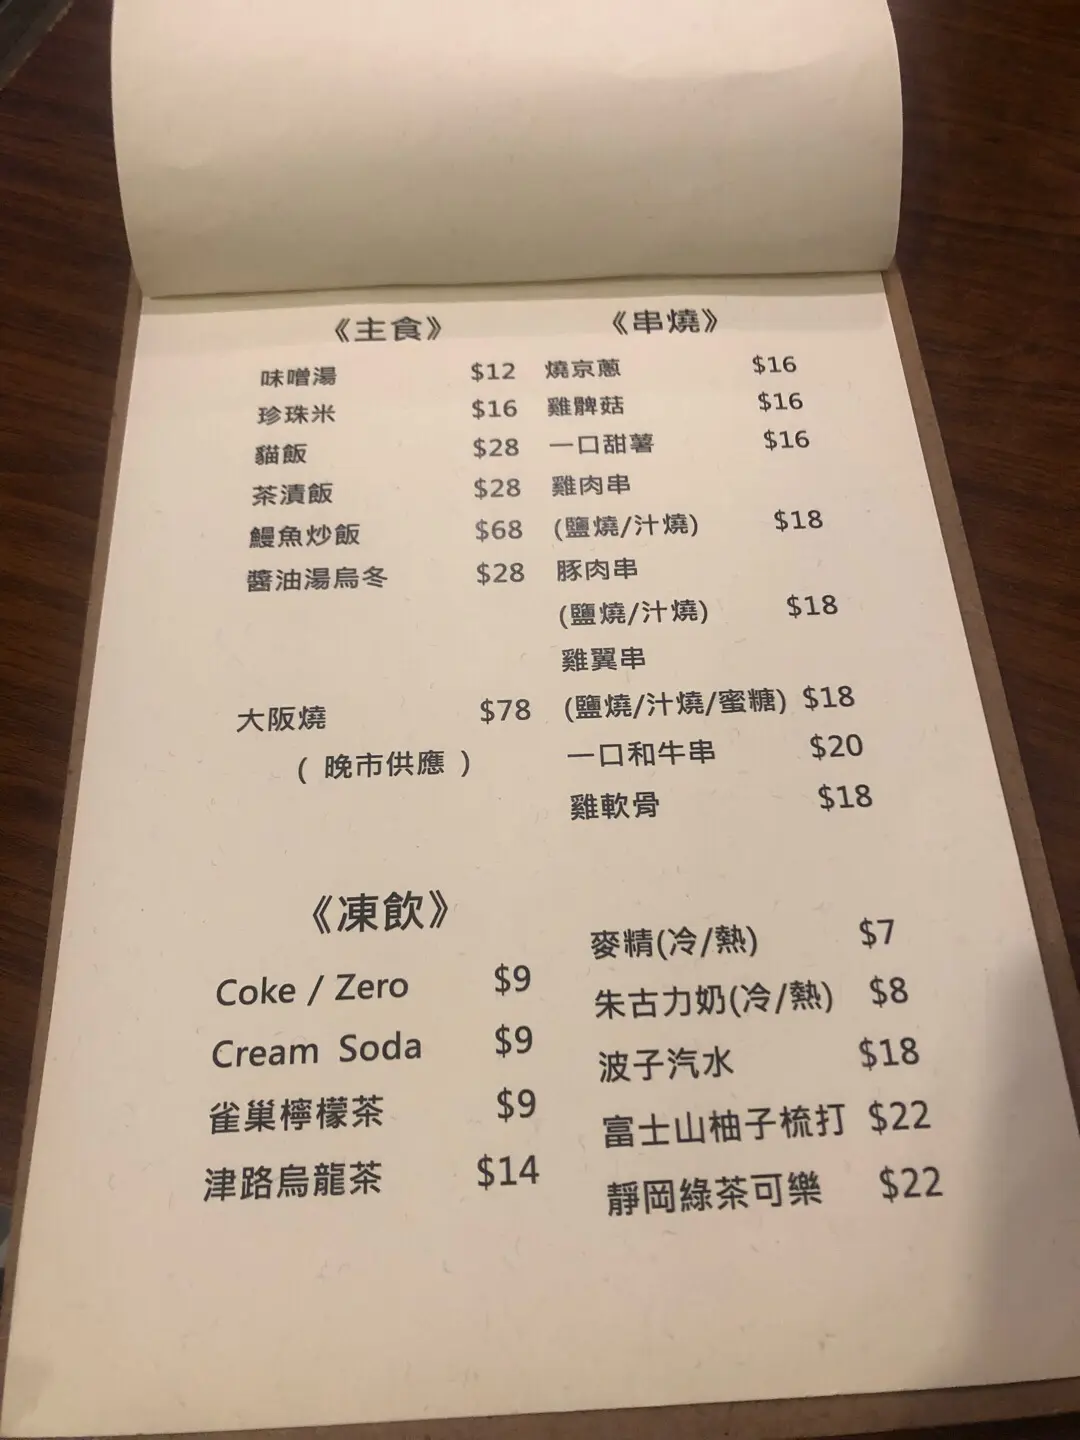 《主食》
味噌湯 $12
珍珠米 $16
貓飯 $28
茶漬飯 $28
鰻魚炒飯 $68
醬油湯烏冬 $28
大阪燒 $78
( 晚市供應 )
《串燒》
燒京蔥 $16
雞髀菇 $16
一口甜薯 $16
雞肉串
(鹽燒/汁燒) $18
豚肉串
(鹽燒/汁燒) $18
雞翼串
(鹽燒/汁燒/蜜糖) $18
一口和牛串 $20
雞軟骨 $18
《凍飲》
Coke / Zero $9
Cream Soda $9
雀巢檸檬茶 $9
津路烏龍茶 $14
麥精(冷/熱) $7
朱古力奶(冷/熱) $8
波子汽水 $18
富士山柚子梳打 $22
靜岡綠茶可樂 $22